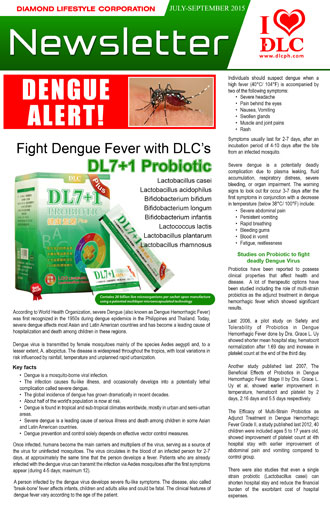 DIAMOND LIFESTYLE CORPORATION
JULY-SEPTEMBER 2015
Newsletter
I
DLC
www.dlcph.com
DENGUE
ALERT!
Fight Dengue Fever with DLC's
DL7+1 Probiotic
Lactobacillus casei
Lactobacillus acidophilus
Bifidobacterium bifidum
Bifidobacterium longum
Bifidobacterium infantis
Lactococcus lactis
Lactobacillus plantarum
Lactobacillus rhamnosus
DLC
DL7+1
PROBIOTIC
Plus
Contains 20 billion live microorganisms per sachet upon manufacture
using a patented multilayer microencapsulated technology
According to World Health Organization, severe Dengue (also known as Dengue Hemorrhagic Fever)
was first recognized in the 1950s during dengue epidemics in the Philippines and Thailand. Today,
severe dengue affects most Asian and Latin American countries and has become a leading cause of
hospitalization and death among children in these regions.
Dengue virus is transmitted by female mosquitoes mainly of the species Aedes aegypti and, to a
lesser extent, A. albopictus. The disease is widespread throughout the tropics, with local variations in
risk influenced by rainfall, temperature and unplanned rapid urbanization.
Key facts
• Dengue is a mosquito-borne viral infection.
• The infection causes flu-like illness, and occasionally develops into a potentially lethal
complication called severe dengue.
• The global incidence of dengue has grown dramatically in recent decades.
• About half of the world's population is now at risk.
• Dengue is found in tropical and sub-tropical climates worldwide, mostly in urban and semi-urban
areas.
• Severe dengue is a leading cause of serious illness and death among children in some Asian
and Latin American countries.
• Dengue prevention and control solely depends on effective vector control measures.
Once infected, humans become the main carriers and multipliers of the virus, serving as a source of
the virus for uninfected mosquitoes. The virus circulates in the blood of an infected person for 2-7
days, at approximately the same time that the person develops a fever. Patients who are already
infected with the dengue virus can transmit the infection via Aedes mosquitoes after the first symptoms
appear (during 4-5 days; maximum 12).
A person infected by the dengue virus develops severe flu-like symptoms. The disease, also called
'break-bone' fever affects infants, children and adults alike and could be fatal. The clinical features of
dengue fever vary according to the age of the patient.
Individuals should suspect dengue when a
high fever (40°C/ 104°F) is accompanied by
two of the following symptoms:
• Severe headache
• Pain behind the eyes
• Nausea, Vomiting
• Swollen glands
• Muscle and joint pains
• Rash
Symptoms usually last for 2-7 days, after an
incubation period of 4-10 days after the bite
from an infected mosquito.
Severe dengue is a potentially deadly
complication due to plasma leaking, fluid
accumulation, respiratory distress, severe
bleeding, or organ impairment. The warning
signs to look out for occur 3-7 days after the
first symptoms in conjunction with a decrease
in temperature (below 38°C/ 100°F) include:
• Severe abdominal pain
• Persistent vomiting
• Rapid breathing
• Bleeding gums
• Blood in vomit
• Fatigue, restlessness
Studies on Probiotic to fight
deadly Dengue Virus
Probiotics have been reported to possess
clinical properties that affect health and
disease. A lot of therapeutic options have
been studied including the role of multi-strain
probiotics as the adjunct treatment in dengue
hemorrhagic fever which showed significant
results.
Last 2006, a pilot study on Safety and
Tolerability of Probiotics in Dengue
Hemorrhagic Fever done by Dra. Grace L. Uy
showed shorter mean hospital stay, hematocrit
normalization after 1.69 day and increase in
platelet count at the end of the third day.
Another study published last 2007, The
Beneficial Effects of Probiotics in Dengue
Hemorrhagic Fever Stage II by Dra. Grace L.
Uy et al, showed earlier improvement in
temperature, hematocrit and platelet by 2
days, 2.16 days and 6.5 days respectively.
The Efficacy of Multi-Strain Probiotics as
Adjunct Treatment in Dengue Hemorrhagic
Fever Grade II, a study published last 2012, 40
children were included ages 5 to 17 years old,
showed improvement of platelet count at 4th
hospital stay with earlier improvement of
abdominal pain and vomiting compared to
control group.
There were also studies that even a single
strain probiotic (Lactobacillus casei) can
shorten hospital stay and reduce the financial
burden of the exorbitant cost of hospital
expenses.